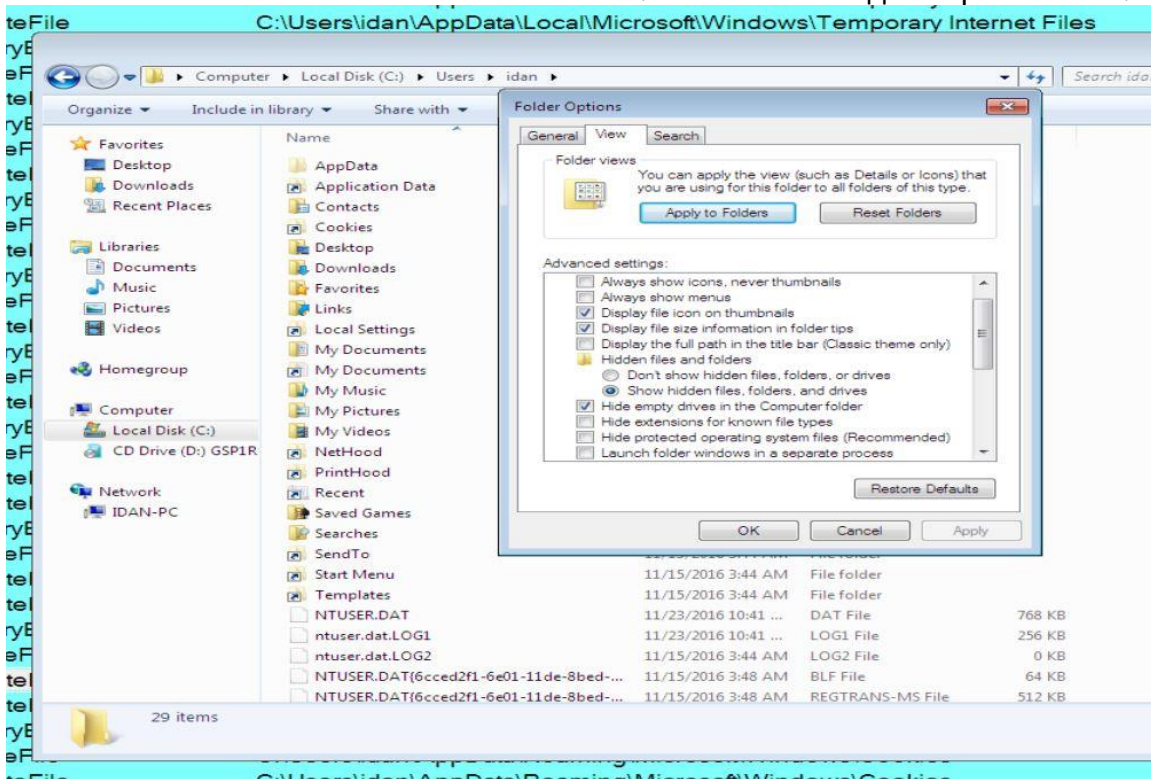 teFile C:\Users\idan\AppData\Local\Microsoft\Windows\Temporary Internet Files
Computer Local Disk (C:) Users idan Search ida
Organize Include in library Share with
Favorites
Desktop
Downloads
Recent Places
Libraries
Documents
Music
Pictures
Videos
Homegroup
Computer
Local Disk (C:)
CD Drive (D:) GSP1R
Network
IDAN-PC
Name
AppData
Application Data
Contacts
Cookies
Desktop
Downloads
Favorites
Links
Local Settings
My Documents
My Documents
My Music
My Pictures
My Videos
NetHood
PrintHood
Recent
Saved Games
Searches
SendTo
Start Menu 11/15/2016 3:44 AM File folder
Templates 11/15/2016 3:44 AM File folder
NTUSER.DAT 11/23/2016 10:41 ... DAT File 768 KB
ntuser.dat.LOG1 11/23/2016 10:41 ... LOG1 File 256 KB
ntuser.dat.LOG2 11/15/2016 3:44 AM LOG2 File 0 KB
NTUSER.DAT{6cced2f1-6e01-11de-8bed-... 11/15/2016 3:48 AM BLF File 64 KB
NTUSER.DAT{6cced2f1-6e01-11de-8bed-... 11/15/2016 3:48 AM REGTRANS-MS File 512 KB
29 items
Folder Options
General View Search
Folder views
You can apply the view (such as Details or Icons) that
you are using for this folder to all folders of this type.
Apply to Folders Reset Folders
Advanced settings:
Always show icons, never thumbnails
Always show menus
Display file icon on thumbnails
Display file size information in folder tips
Display the full path in the title bar (Classic theme only)
Hidden files and folders
Don't show hidden files, folders, or drives
Show hidden files, folders, and drives
Hide empty drives in the Computer folder
Hide extensions for known file types
Hide protected operating system files (Recommended)
Launch folder windows in a separate process
Restore Defaults
OK Cancel Apply
C:\Users\idan\AppData\Roaming\Microsoft\Windows\Cookies